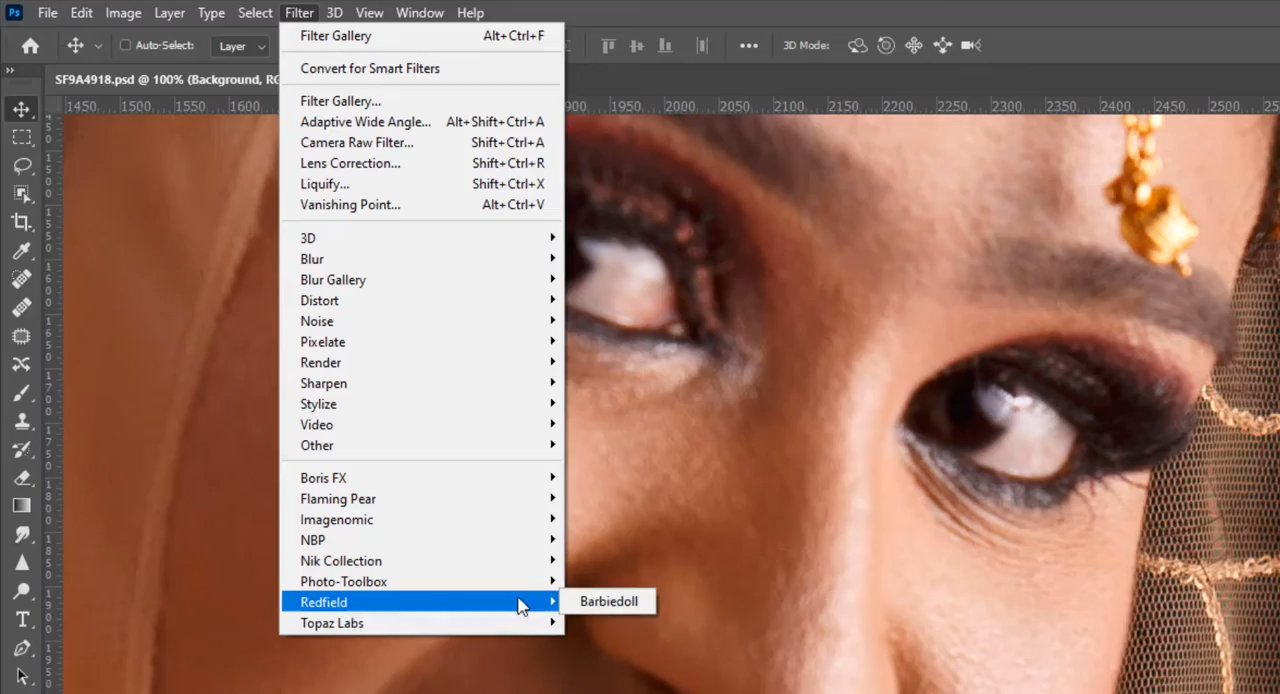 Ps File Edit Image Layer Type Select Filter 3D View Window Help
Auto-Select: Layer 3D Mode:
SF9A4918.psd @ 100% (Background, RG
1450 1500 1550 1600 900 1950 2000 2050 2100 2150 2200 2250 2300 2350 2400 2450 2500
Filter Gallery Alt+Ctrl+F
Convert for Smart Filters
Filter Gallery...
Adaptive Wide Angle... Alt+Shift+Ctrl+A
Camera Raw Filter... Shift+Ctrl+A
Lens Correction... Shift+Ctrl+R
Liquify... Shift+Ctrl+X
Vanishing Point... Alt+Ctrl+V
3D
Blur
Blur Gallery
Distort
Noise
Pixelate
Render
Sharpen
Stylize
Video
Other
Boris FX
Flaming Pear
Imagenomic
NBP
Nik Collection
Photo-Toolbox
Redfield
Barbiedoll
Topaz Labs